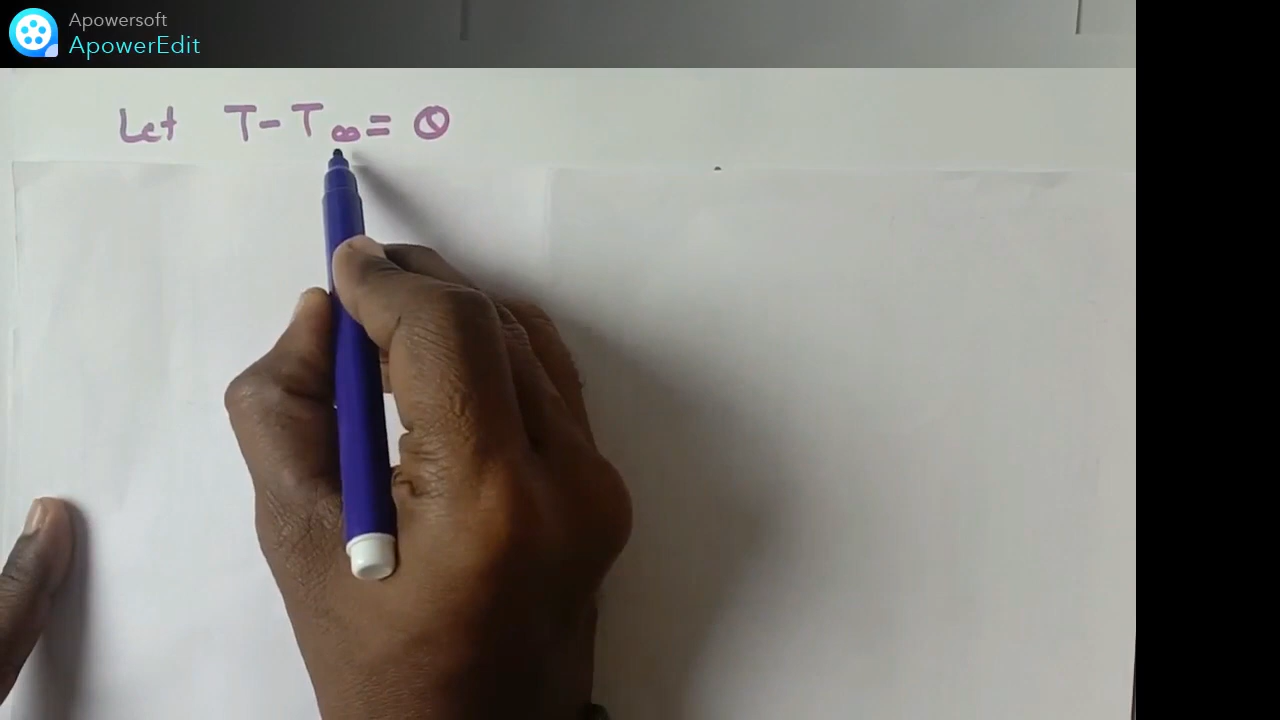 Apowersoft
ApowerEdit
Let T - T∞ = θ